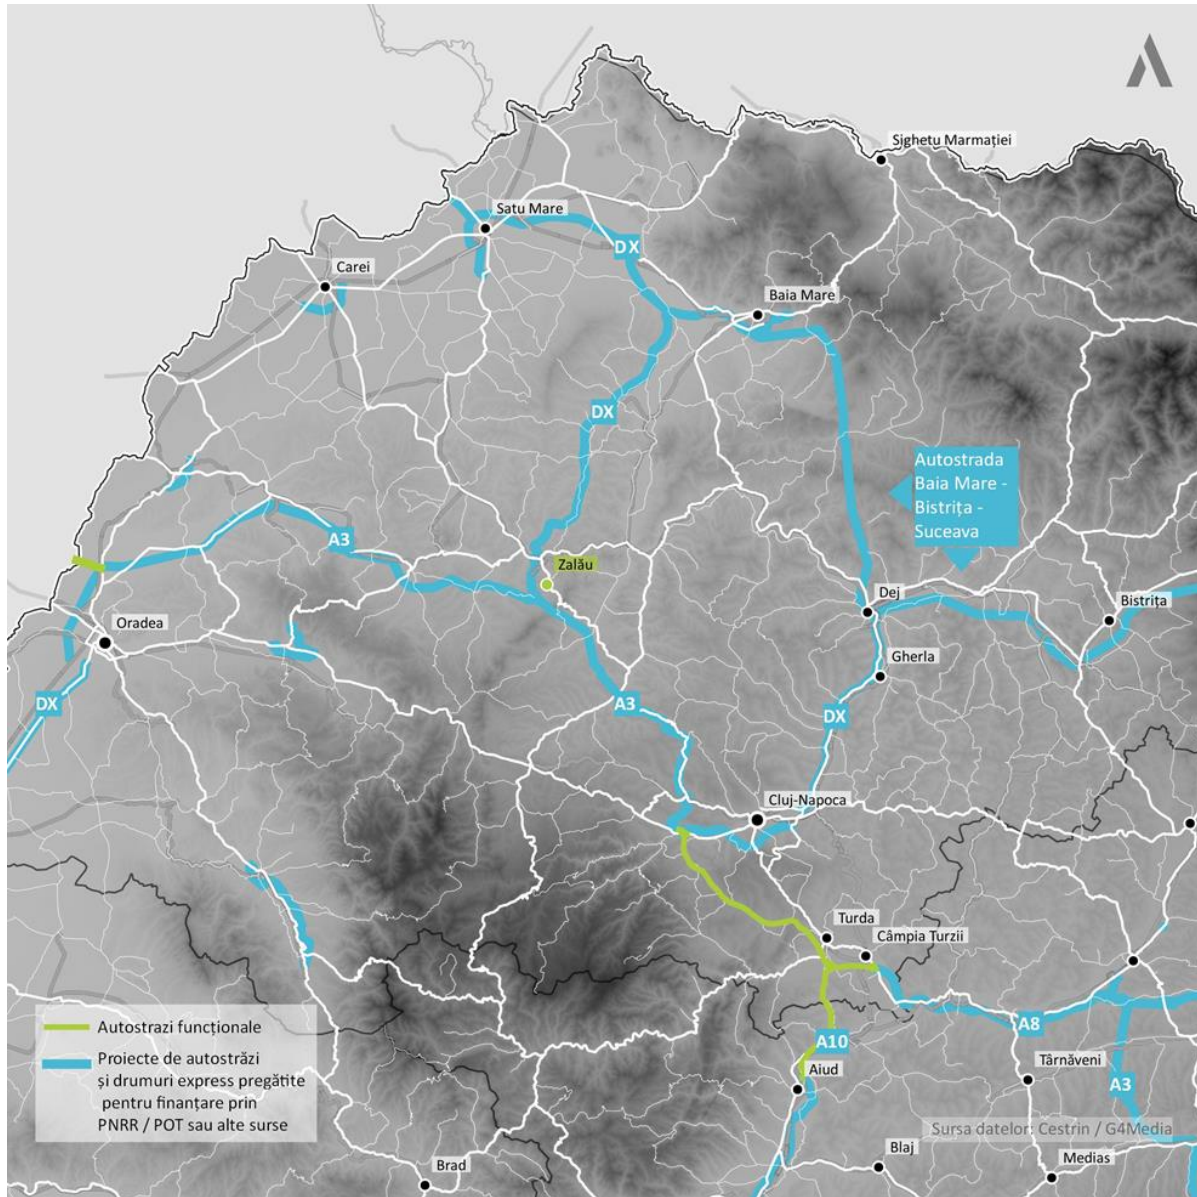 Sighetu Marmației
Satu Mare
DX
Carei
Baia Mare
DX
Autostrada
Baia Mare -
Bistrița -
Suceava
A3
Zalău
Dej
Bistrița
Oradea
Gherla
DX
A3
DX
Cluj-Napoca
Turda
Câmpia Turzii
Autostrazi funcționale
Proiecte de autostrăzi
și drumuri express pregătite
pentru finanțare prin
PNRR / POT sau alte surse
A8
A10
Aiud
Târnăveni
A3
Sursa datelor: Cestrin / G4Media
Blaj
Brad
Medias